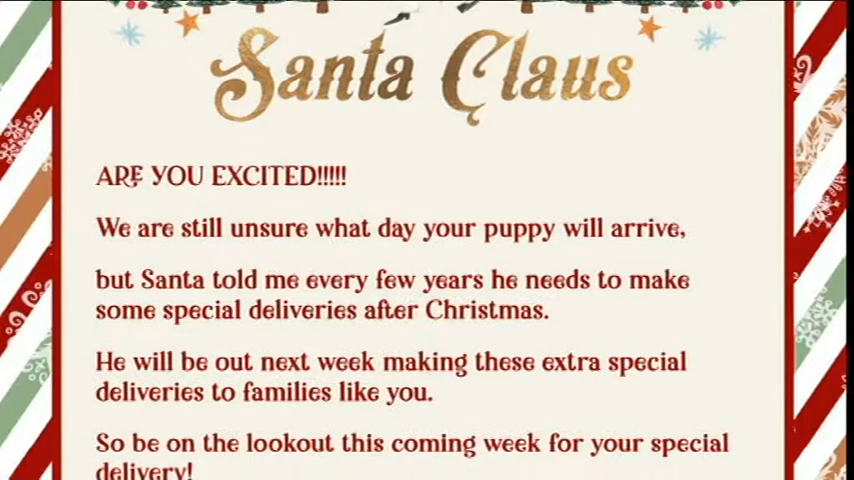 Santa Claus
ARE YOU EXCITED!!!!!
We are still unsure what day your puppy will arrive,
but Santa told me every few years he needs to make
some special deliveries after Christmas.
He will be out next week making these extra special
deliveries to families like you.
So be on the lookout this coming week for your special
delivery!